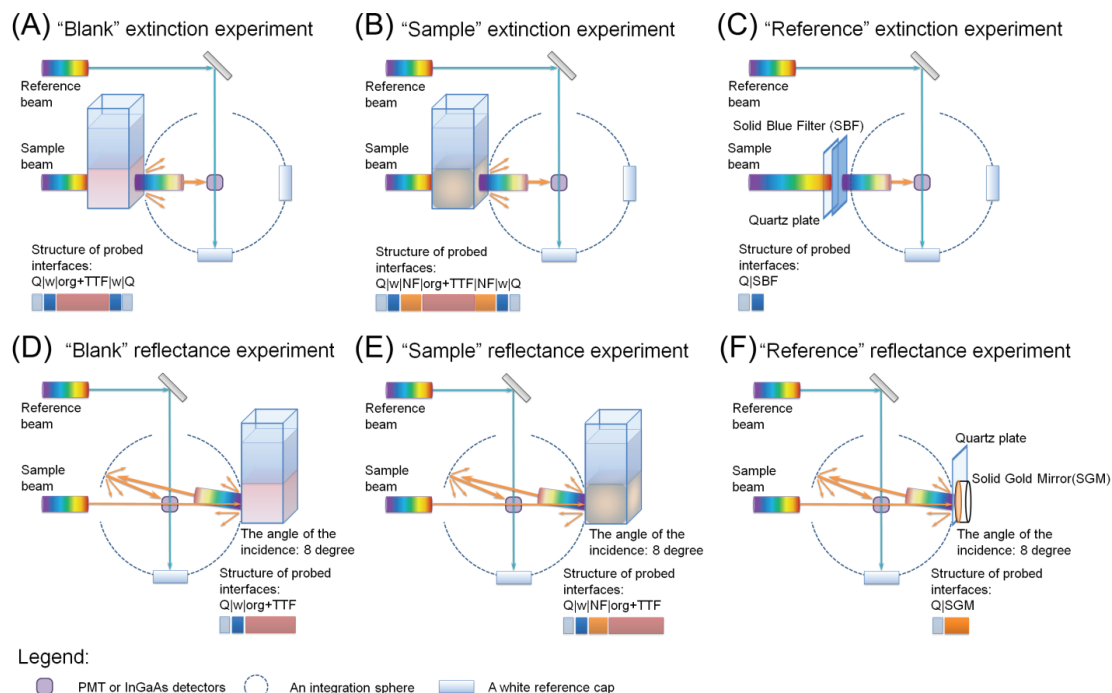 (A) “Blank” extinction experiment
Reference
beam
Sample
beam
Structure of probed
interfaces:
Q|w|org+TTF|w|Q
(B) “Sample” extinction experiment
Reference
beam
Sample
beam
Structure of probed
interfaces:
Q|w|NF|org+TTF|NF|w|Q
(C) “Reference” extinction experiment
Reference
beam
Solid Blue Filter (SBF)
Sample
beam
Quartz plate
Structure of probed
interfaces:
Q|SBF
(D) “Blank” reflectance experiment
Reference
beam
Sample
beam
The angle of the
incidence: 8 degree
Structure of probed
interfaces:
Q|w|org+TTF
(E) “Sample” reflectance experiment
Reference
beam
Sample
beam
The angle of the
incidence: 8 degree
Structure of probed
interfaces:
Q|w|NF|org+TTF
(F) “Reference” reflectance experiment
Reference
beam
Quartz plate
Sample
beam
Solid Gold Mirror(SGM)
The angle of the
incidence: 8 degree
Structure of probed
interfaces:
Q|SGM
Legend:
PMT or InGaAs detectors
An integration sphere
A white reference cap